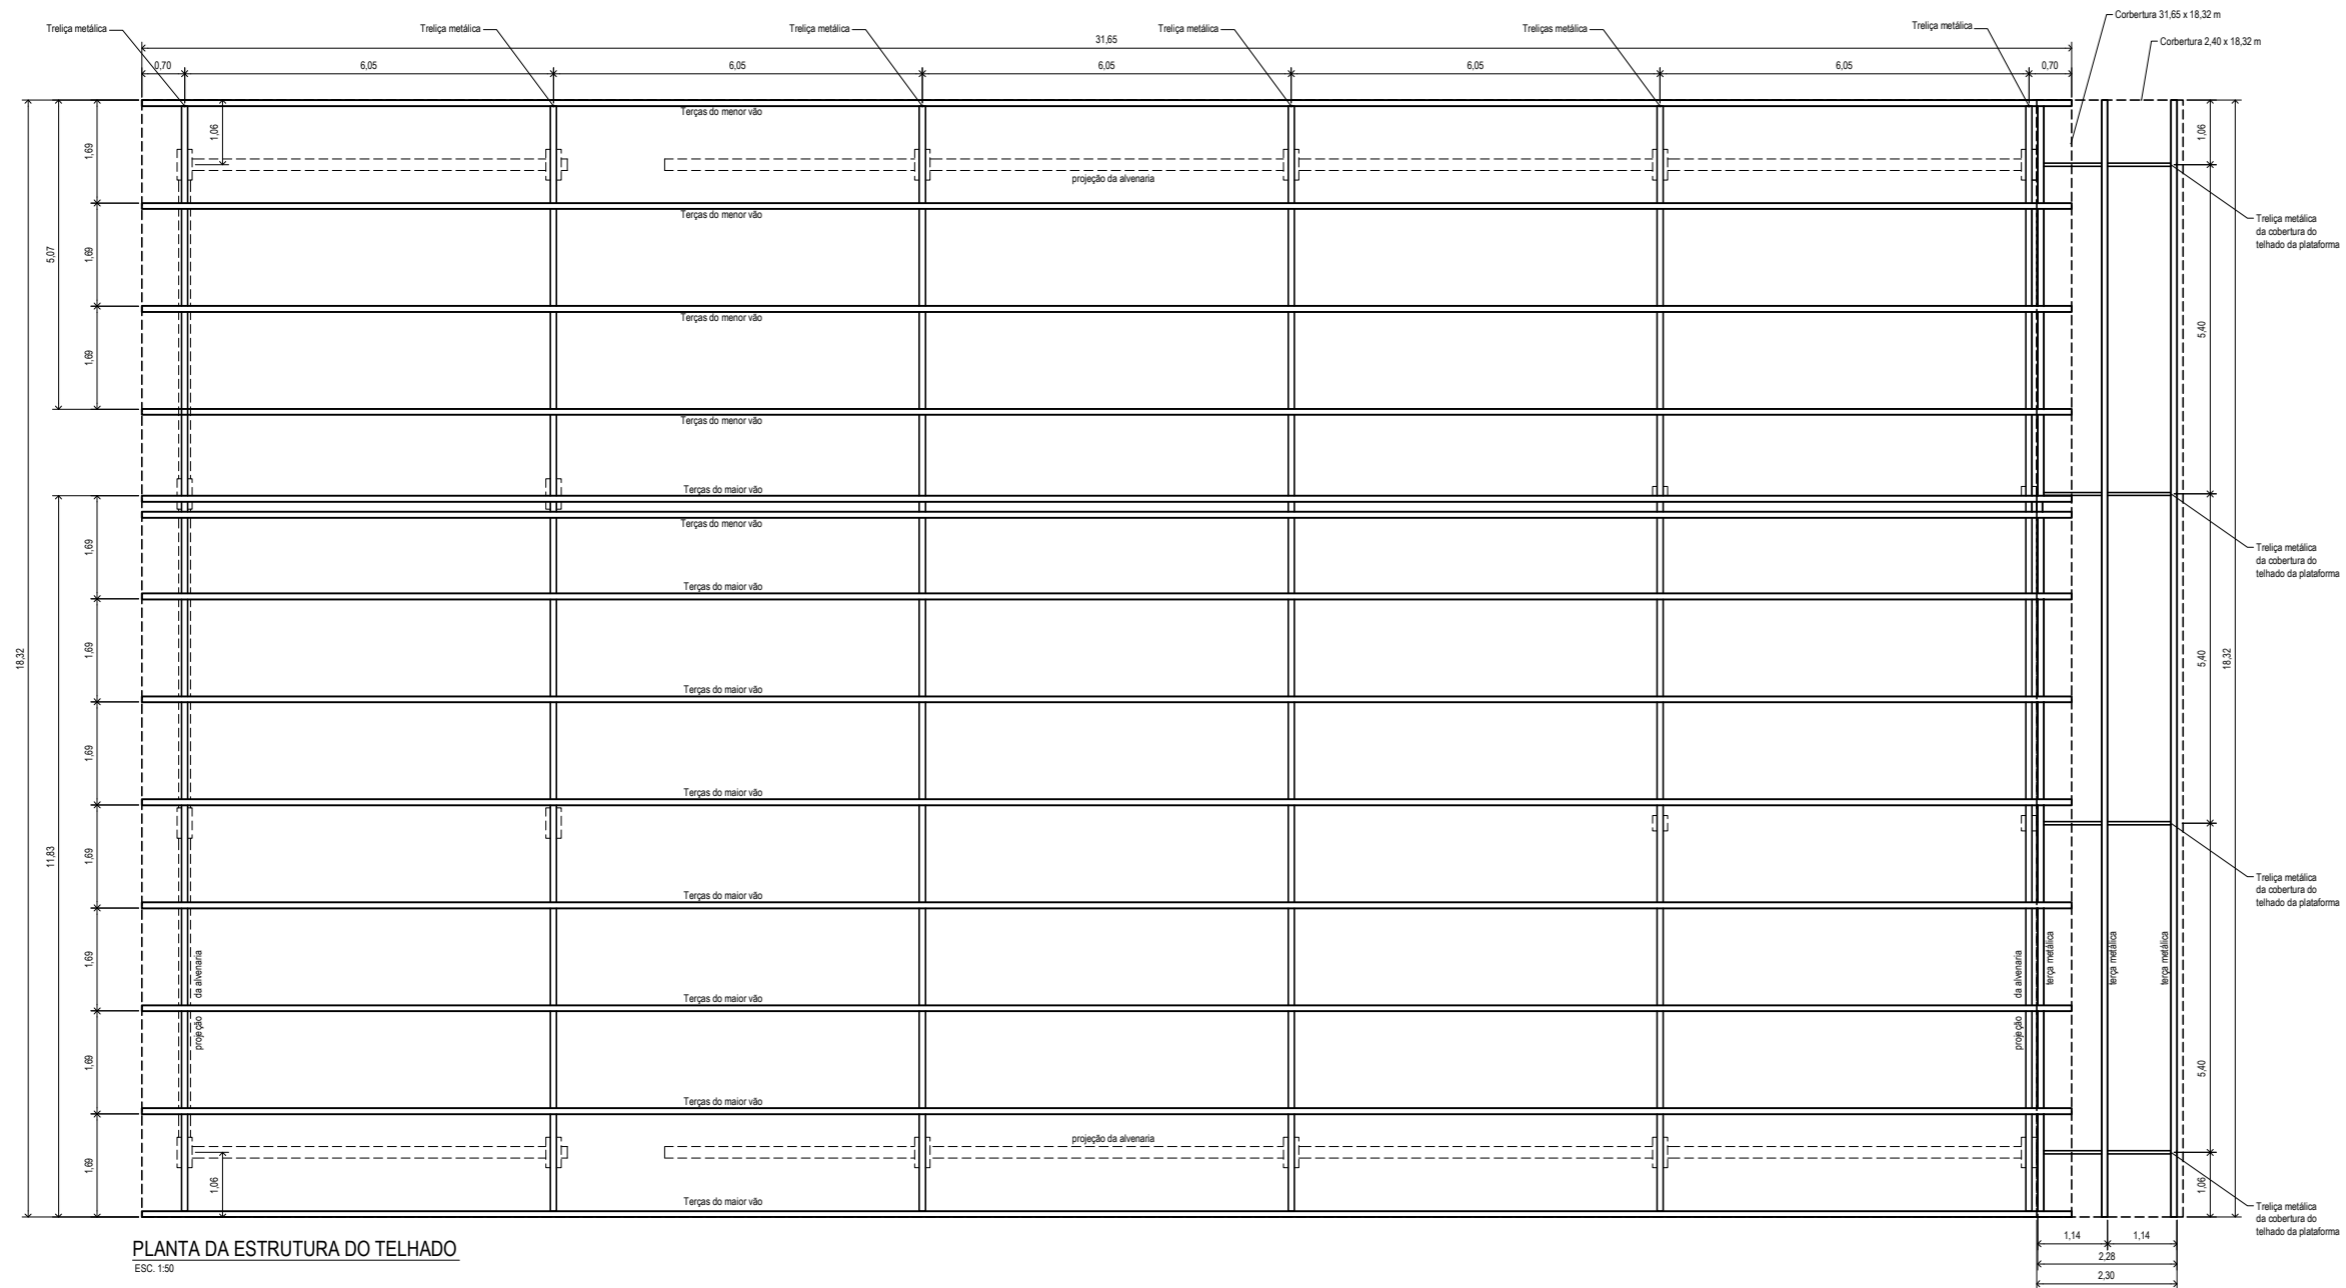 Corbertura 31,65 x 18,32 m
Treliça metálica
Treliça metálica
Treliça metálica
Treliça metálica
Treliças metálica
Treliça metálica
31,65
Corbertura 2,40 x 18,32 m
0,70
6,05
6,05
6,05
6,05
6,05
0,70
Terças do menor vão
1,06
1,06
1,69
projeção da alvenaria
Terças do menor vão
Treliça metálica
da cobertura do
telhado da plataforma
5,07
1,69
Terças do menor vão
5,40
1,69
Terças do menor vão
Terças do maior vão
Terças do menor vão
1,69
Treliça metálica
da cobertura do
telhado da plataforma
Terças do maior vão
18,32
1,69
5,40
18,32
Terças do maior vão
1,69
Terças do maior vão
11,83
1,69
Treliça metálica
da cobertura do
telhado da plataforma
Terças do maior vão
1,69
projeção da alvenaria
projeção da alvenaria
terça metálica
terça metálica
terça metálica
Terças do maior vão
1,69
5,40
Terças do maior vão
projeção da alvenaria
1,69
1,06
1,06
Terças do maior vão
Treliça metálica
da cobertura do
telhado da plataforma
1,14
1,14
2,28
2,30
PLANTA DA ESTRUTURA DO TELHADO
ESC. 1:50